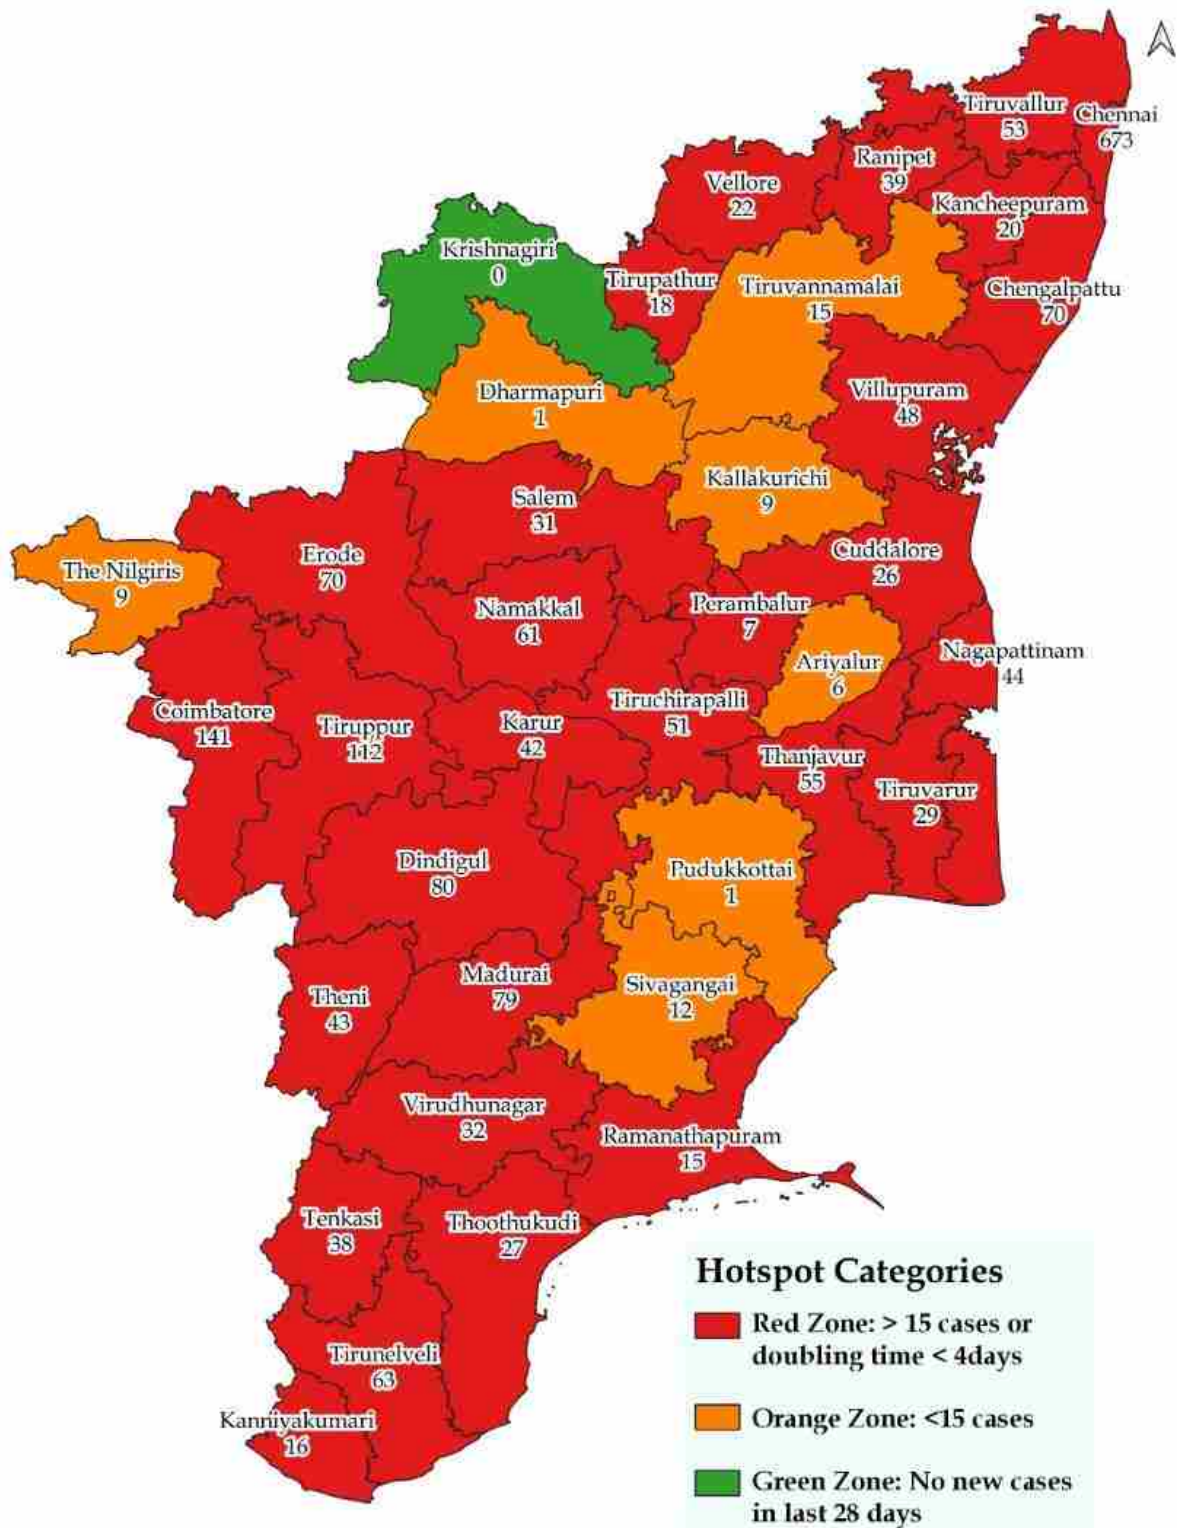 Tiruvallur
53
Chennai
673
Ranipet
39
Vellore
22
Kancheepuram
20
Krishnagiri
0
Tirupathur
18
Tiruvannamalai
15
Chengalpattu
70
Dharmapuri
1
Villupuram
48
Kallakurichi
9
Salem
31
Cuddalore
26
Erode
70
The Nilgiris
9
Namakkal
61
Perambalur
7
Ariyalur
6
Nagapattinam
44
Coimbatore
141
Tiruppur
112
Karur
42
Tiruchirapalli
51
Thanjavur
55
Tiruvarur
29
Dindigul
80
Pudukkottai
1
Madurai
79
Sivagangai
12
Theni
43
Virudhunagar
32
Ramanathapuram
15
Tenkasi
38
Thoothukudi
27
Tirunelveli
63
Kanniyakumari
16
Hotspot Categories
Red Zone: > 15 cases or
doubling time < 4days
Orange Zone: <15 cases
Green Zone: No new cases
in last 28 days